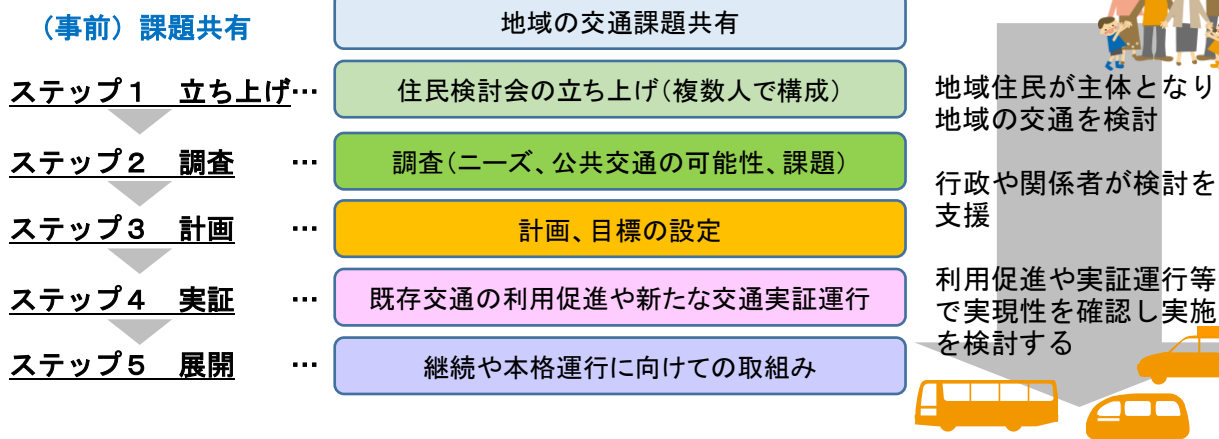 （事前）課題共有
地域の交通課題共有
ステップ１　立ち上げ…
住民検討会の立ち上げ（複数人で構成）
ステップ２　調査　…
調査（ニーズ、公共交通の可能性、課題）
ステップ３　計画　…
計画、目標の設定
ステップ４　実証　…
既存交通の利用促進や新たな交通実証運行
ステップ５　展開　…
継続や本格運行に向けての取組み
地域住民が主体となり
地域の交通を検討
行政や関係者が検討を
支援
利用促進や実証運行等
で実現性を確認し実施
を検討する